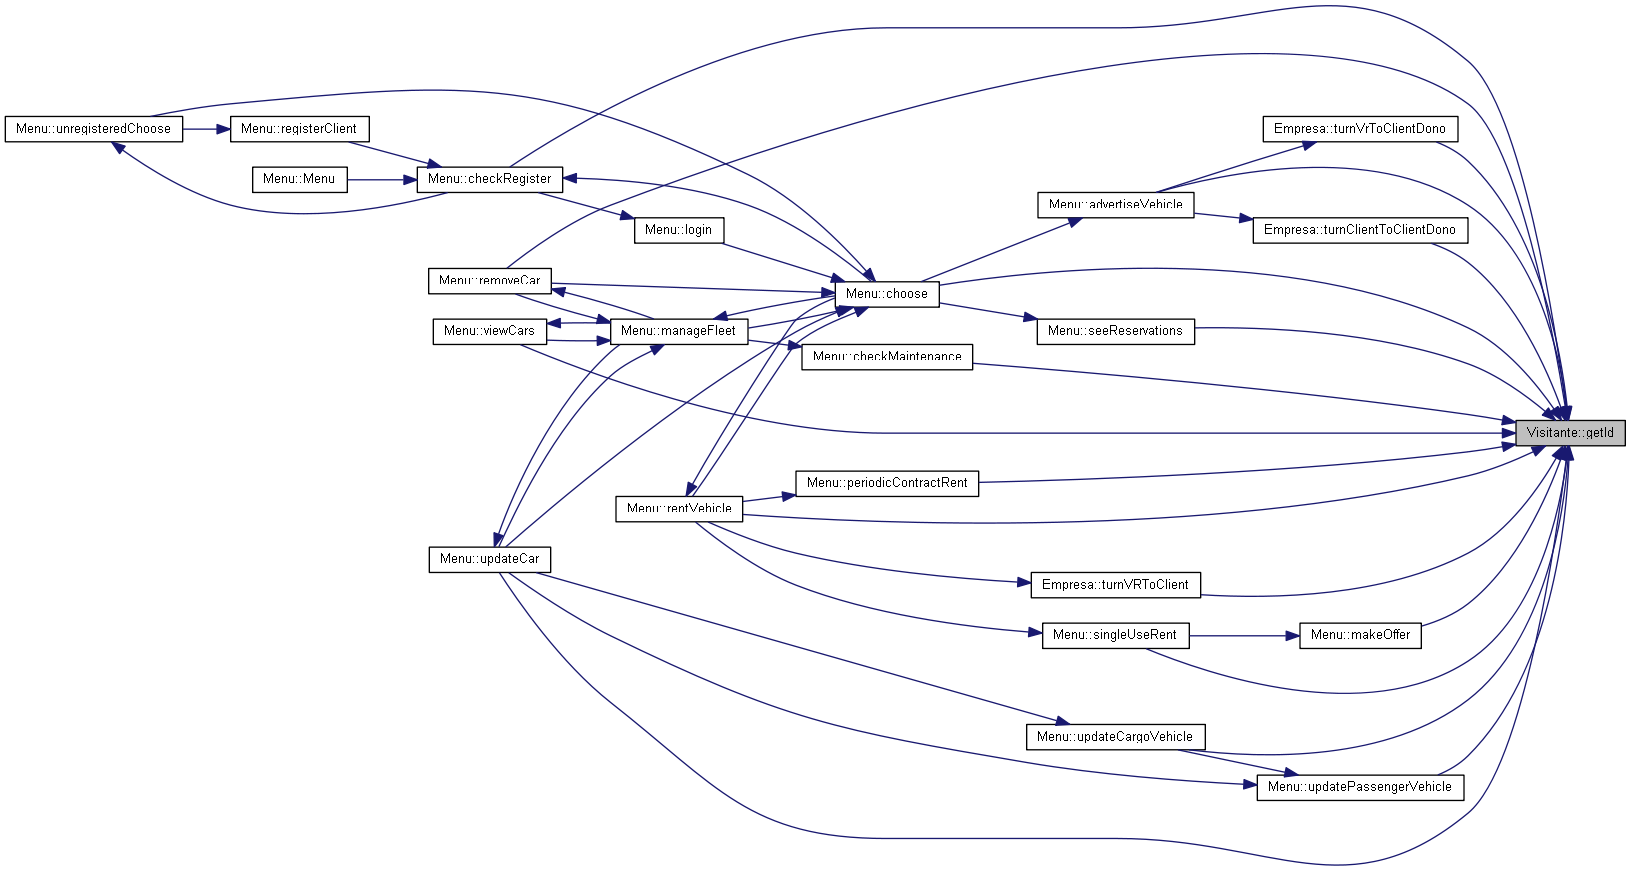 Menu::unregisteredChoose
Menu::registerClient
Menu::Menu
Menu::checkRegister
Menu::login
Menu::removeCar
Menu::viewCars
Menu::manageFleet
Menu::choose
Menu::checkMaintenance
Empresa::turnVrToClientDono
Menu::advertiseVehicle
Empresa::turnClientToClientDono
Menu::seeReservations
Visitante::getId
Menu::periodicContractRent
Menu::rentVehicle
Menu::updateCar
Empresa::turnVRToClient
Menu::singleUseRent
Menu::makeOffer
Menu::updateCargoVehicle
Menu::updatePassengerVehicle